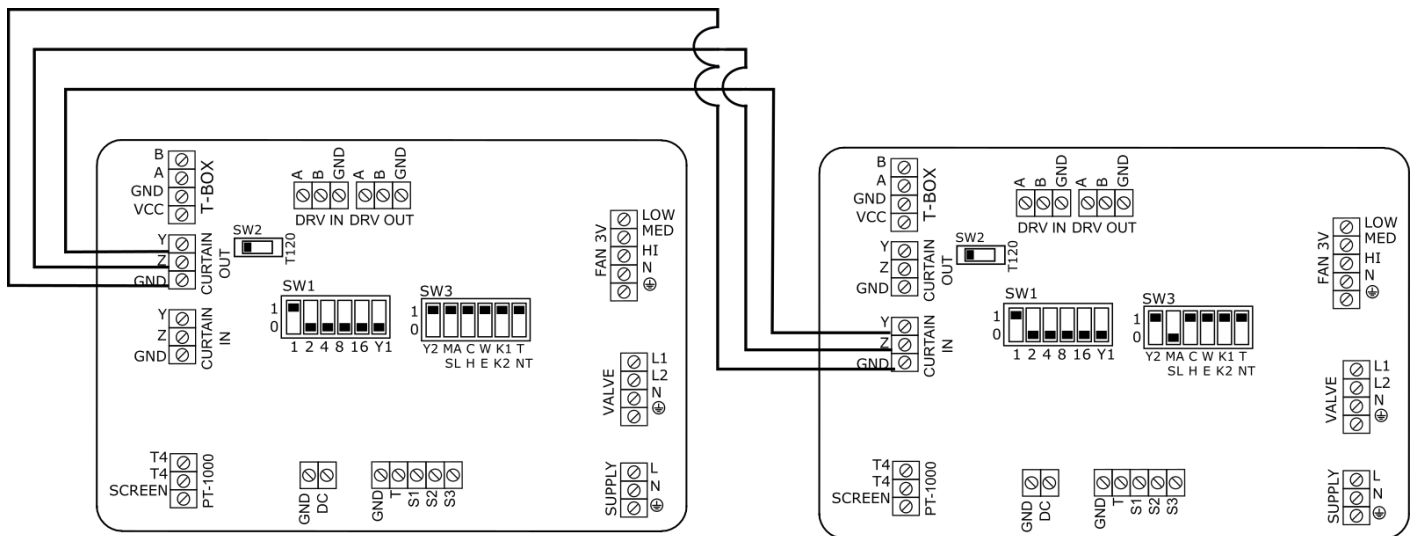 B
A
GND
VCC
T-BOX
A B GND A B GND
DRV IN DRV OUT
Y
Z
GND
CURTAIN
OUT
SW2
T120
Y
Z
GND
CURTAIN
IN
SW1
1
0
1 2 4 8 16 Y1
SW3
1
0
Y2 MA C W K1 T
SL H E K2 NT
FAN 3V
LOW
MED
HI
N
VALVE
L1
L2
N
T4
T4
SCREEN
PT-1000
GND DC
GND T S1 S2 S3
SUPPLY
L
N
B
A
GND
VCC
T-BOX
A B GND A B GND
DRV IN DRV OUT
Y
Z
GND
CURTAIN
OUT
SW2
T120
Y
Z
GND
CURTAIN
IN
SW1
1
0
1 2 4 8 16 Y1
SW3
1
0
Y2 MA C W K1 T
SL H E K2 NT
FAN 3V
LOW
MED
HI
N
VALVE
L1
L2
N
T4
T4
SCREEN
PT-1000
GND DC
GND T S1 S2 S3
SUPPLY
L
N